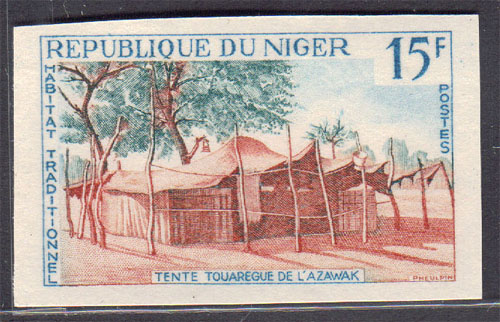 REPUBLIQUE DU NIGER
15F
HABITAT TRADITIONNEL
POSTES
TENTE TOUAREGUE DE L'AZAWAK
PHEULPIN